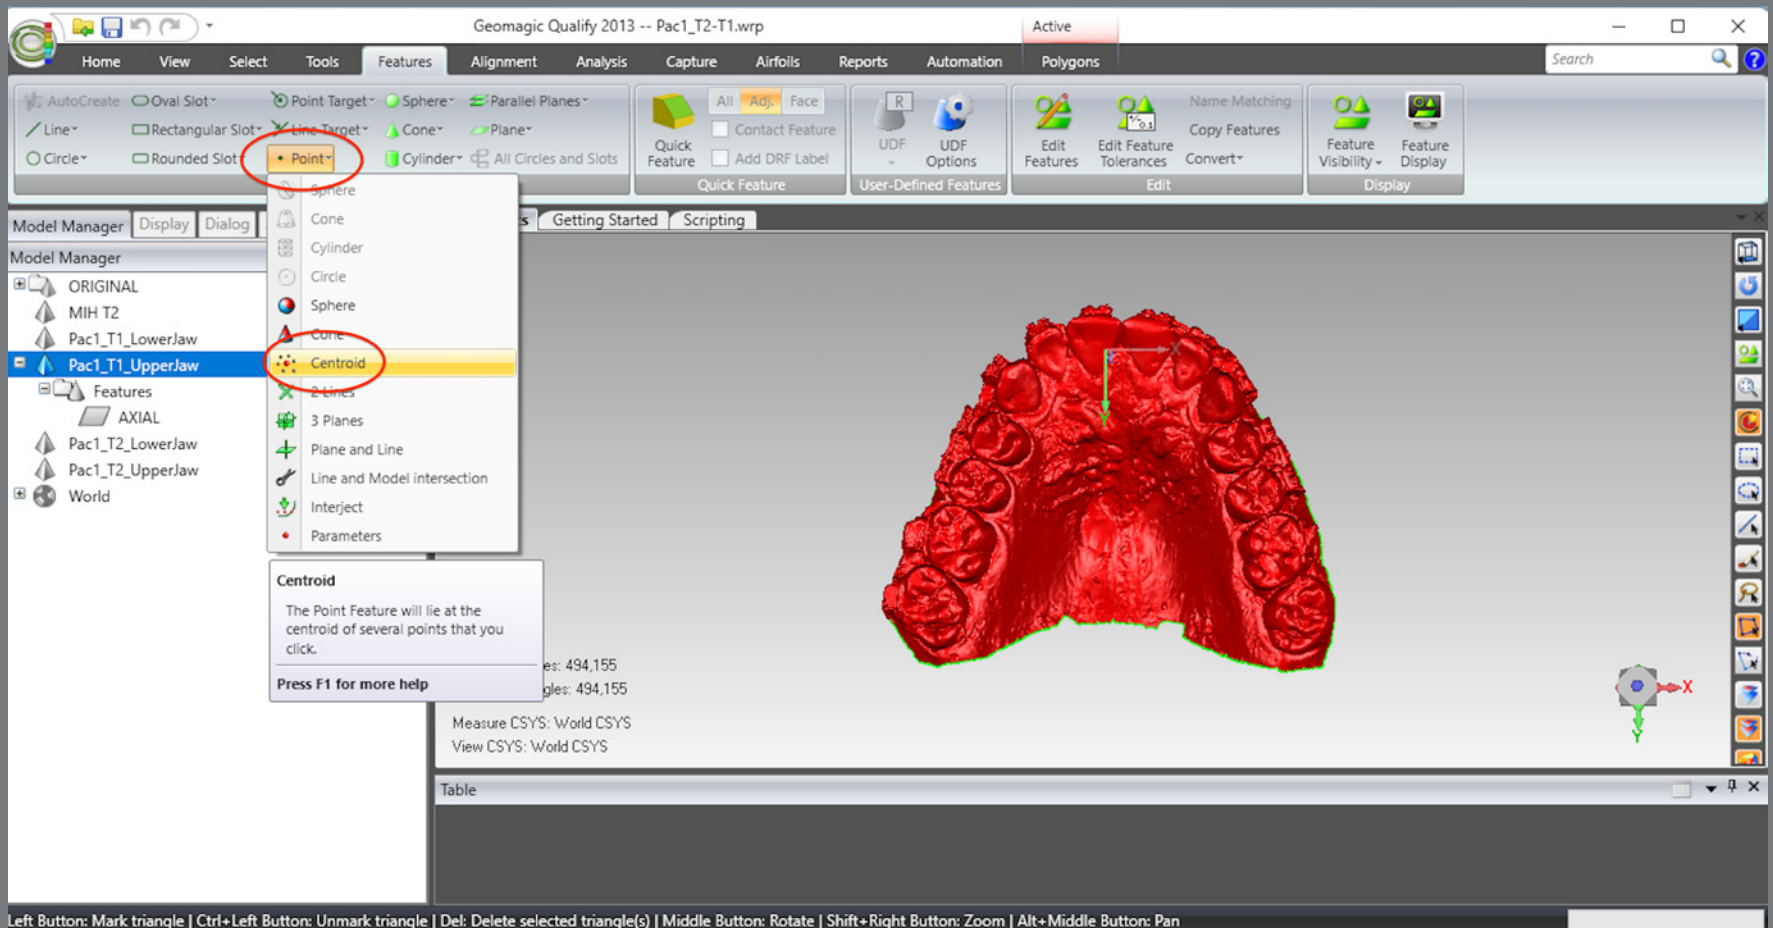 Geomagic Qualify 2013 -- Pac1_T2-T1.wrp
Active
Home View Select Tools Features Alignment Analysis Capture Airfoils Reports Automation Polygons
Search
AutoCreate Oval Slot Point Target Sphere Parallel Planes
Line Rectangular Slot Line Target Cone Plane
Circle Rounded Slot Point Cylinder All Circles and Slots
Quick Feature
All Adj. Face
Contact Feature
Add DRF Label
Quick Feature
R
UDF
UDF Options
User-Defined Features
Edit Features
Edit Feature Tolerances
Name Matching
Copy Features
Convert
Edit
Feature Visibility
Feature Display
Display
Model Manager Display Dialog
Getting Started Scripting
Model Manager
ORIGINAL
MIH T2
Pac1_T1_LowerJaw
Pac1_T1_UpperJaw
Features
AXIAL
Pac1_T2_LowerJaw
Pac1_T2_UpperJaw
World
Sphere
Cone
Cylinder
Circle
Sphere
Cone
Centroid
2 Lines
3 Planes
Plane and Line
Line and Model intersection
Interject
Parameters
Centroid
The Point Feature will lie at the
centroid of several points that you
click.
Press F1 for more help
es: 494,155
gles: 494,155
Measure CSYS: World CSYS
View CSYS: World CSYS
X
Y
X
Y
Table
Left Button: Mark triangle | Ctrl+Left Button: Unmark triangle | Del: Delete selected triangle(s) | Middle Button: Rotate | Shift+Right Button: Zoom | Alt+Middle Button: Pan